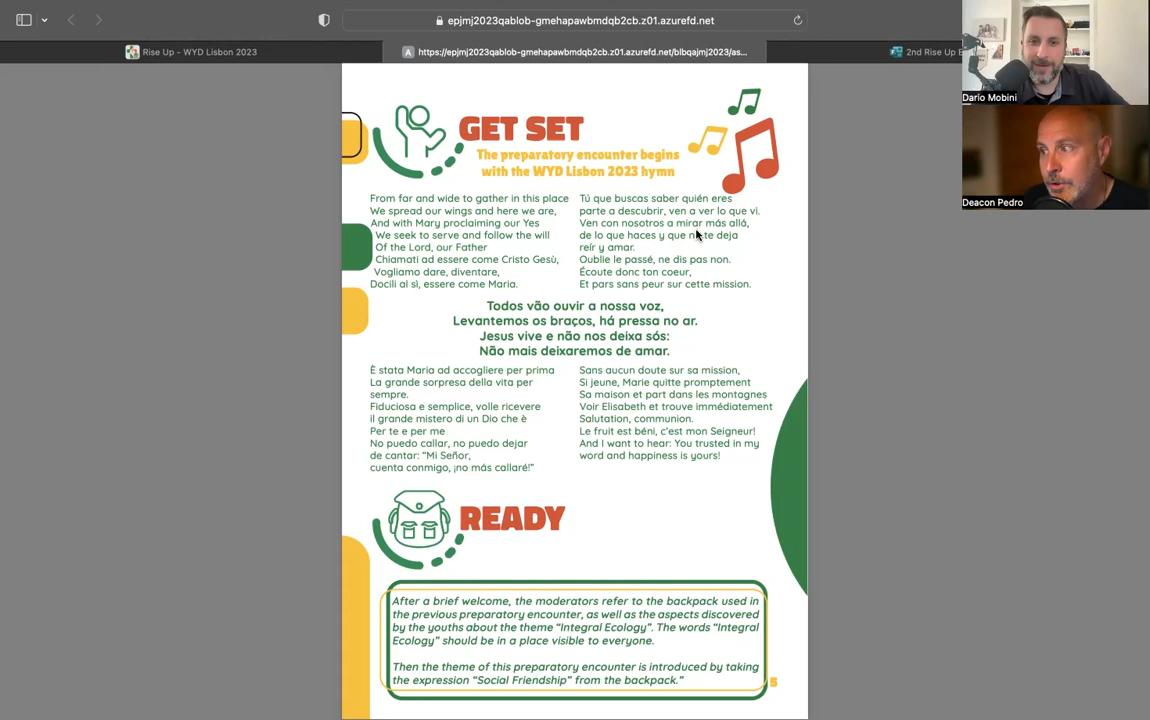 epjmj2023qablob-gmehapawbmdqb2cb.z01.azurefd.net
Rise Up - WYD Lisbon 2023
https://epjmj2023qablob-gmehapawbmdqb2cb.z01.azurefd.net/blbqajmj2023/as...
2nd Rise Up
Dario Mobini
Deacon Pedro
GET SET
The preparatory encounter begins
with the WYD Lisbon 2023 hymn
From far and wide to gather in this place
We spread our wings and here we are,
And with Mary proclaiming our Yes
We seek to serve and follow the will
Of the Lord, our Father
Chiamati ad essere come Cristo Gesù,
Vogliamo dare, diventare,
Docili al sì, essere come Maria.
Tú que buscas saber quién eres
parte a descubrir, ven a ver lo que vi.
Ven con nosotros a mirar más allá,
de lo que haces y que no te deja
reír y amar.
Oublie le passé, ne dis pas non.
Écoute donc ton coeur,
Et pars sans peur sur cette mission.
Todos vão ouvir a nossa voz,
Levantemos os braços, há pressa no ar.
Jesus vive e não nos deixa sós:
Não mais deixaremos de amar.
È stata Maria ad accogliere per prima
La grande sorpresa della vita per
sempre.
Fiduciosa e semplice, volle ricevere
il grande mistero di un Dio che è
Per te e per me
No puedo callar, no puedo dejar
de cantar: “Mi Señor,
cuenta conmigo, ¡no más callaré!”
Sans aucun doute sur sa mission,
Si jeune, Marie quitte promptement
Sa maison et part dans les montagnes
Voir Elisabeth et trouve immédiatement
Salutation, communion.
Le fruit est béni, c’est mon Seigneur!
And I want to hear: You trusted in my
word and happiness is yours!
READY
After a brief welcome, the moderators refer to the backpack used in
the previous preparatory encounter, as well as the aspects discovered
by the youths about the theme “Integral Ecology”. The words “Integral
Ecology” should be in a place visible to everyone.
Then the theme of this preparatory encounter is introduced by taking
the expression “Social Friendship” from the backpack.”
5